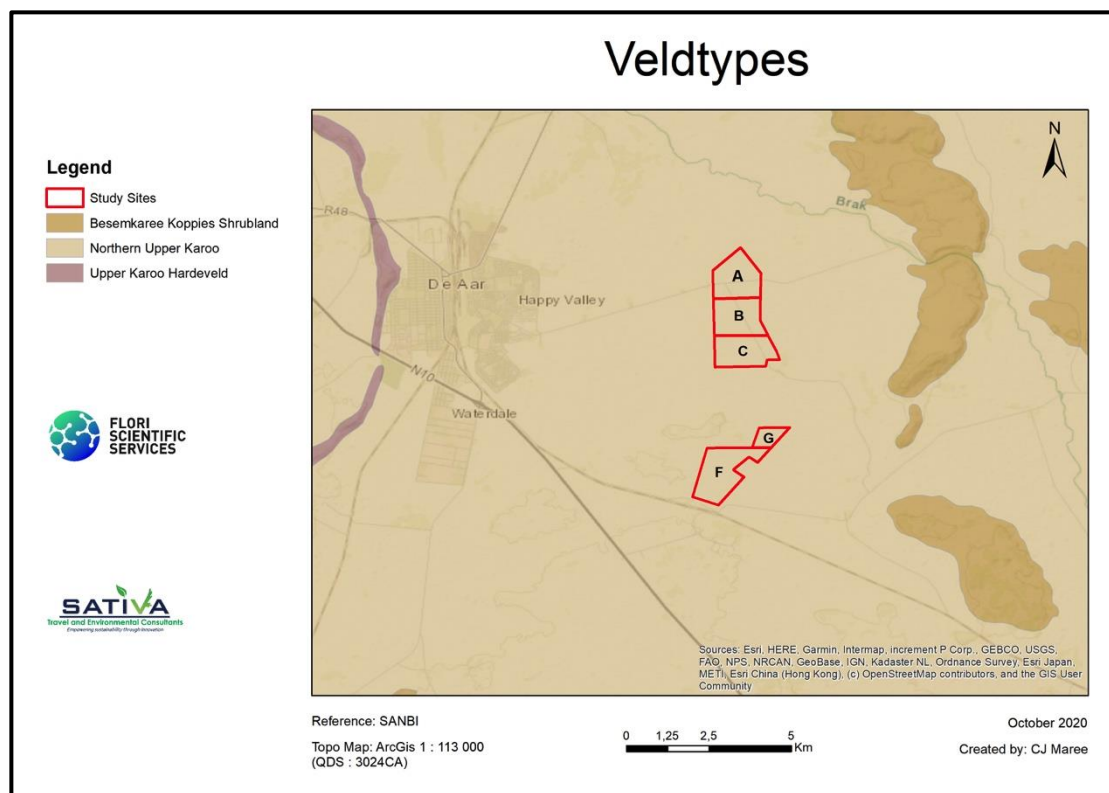 Veldtypes
Legend
Study Sites
Besemkaree Koppies Shrubland
Northern Upper Karoo
Upper Karoo Hardeveld
FLORI
SCIENTIFIC
SERVICES
SATIVA
Travel and Environmental Consultants
Empowering sustainability through innovation
N
R48
Brak
De Aar
Happy Valley
A
B
C
N10
Waterdale
G
F
Sources: Esri, HERE, Garmin, Intermap, increment P Corp., GEBCO, USGS,
FAO, NPS, NRCAN, GeoBase, IGN, Kadaster NL, Ordnance Survey, Esri Japan,
METI, Esri China (Hong Kong), (c) OpenStreetMap contributors, and the GIS User
Community
Reference: SANBI
Topo Map: ArcGis 1 : 113 000
(QDS : 3024CA)
0 1,25 2,5 5
Km
October 2020
Created by: CJ Maree